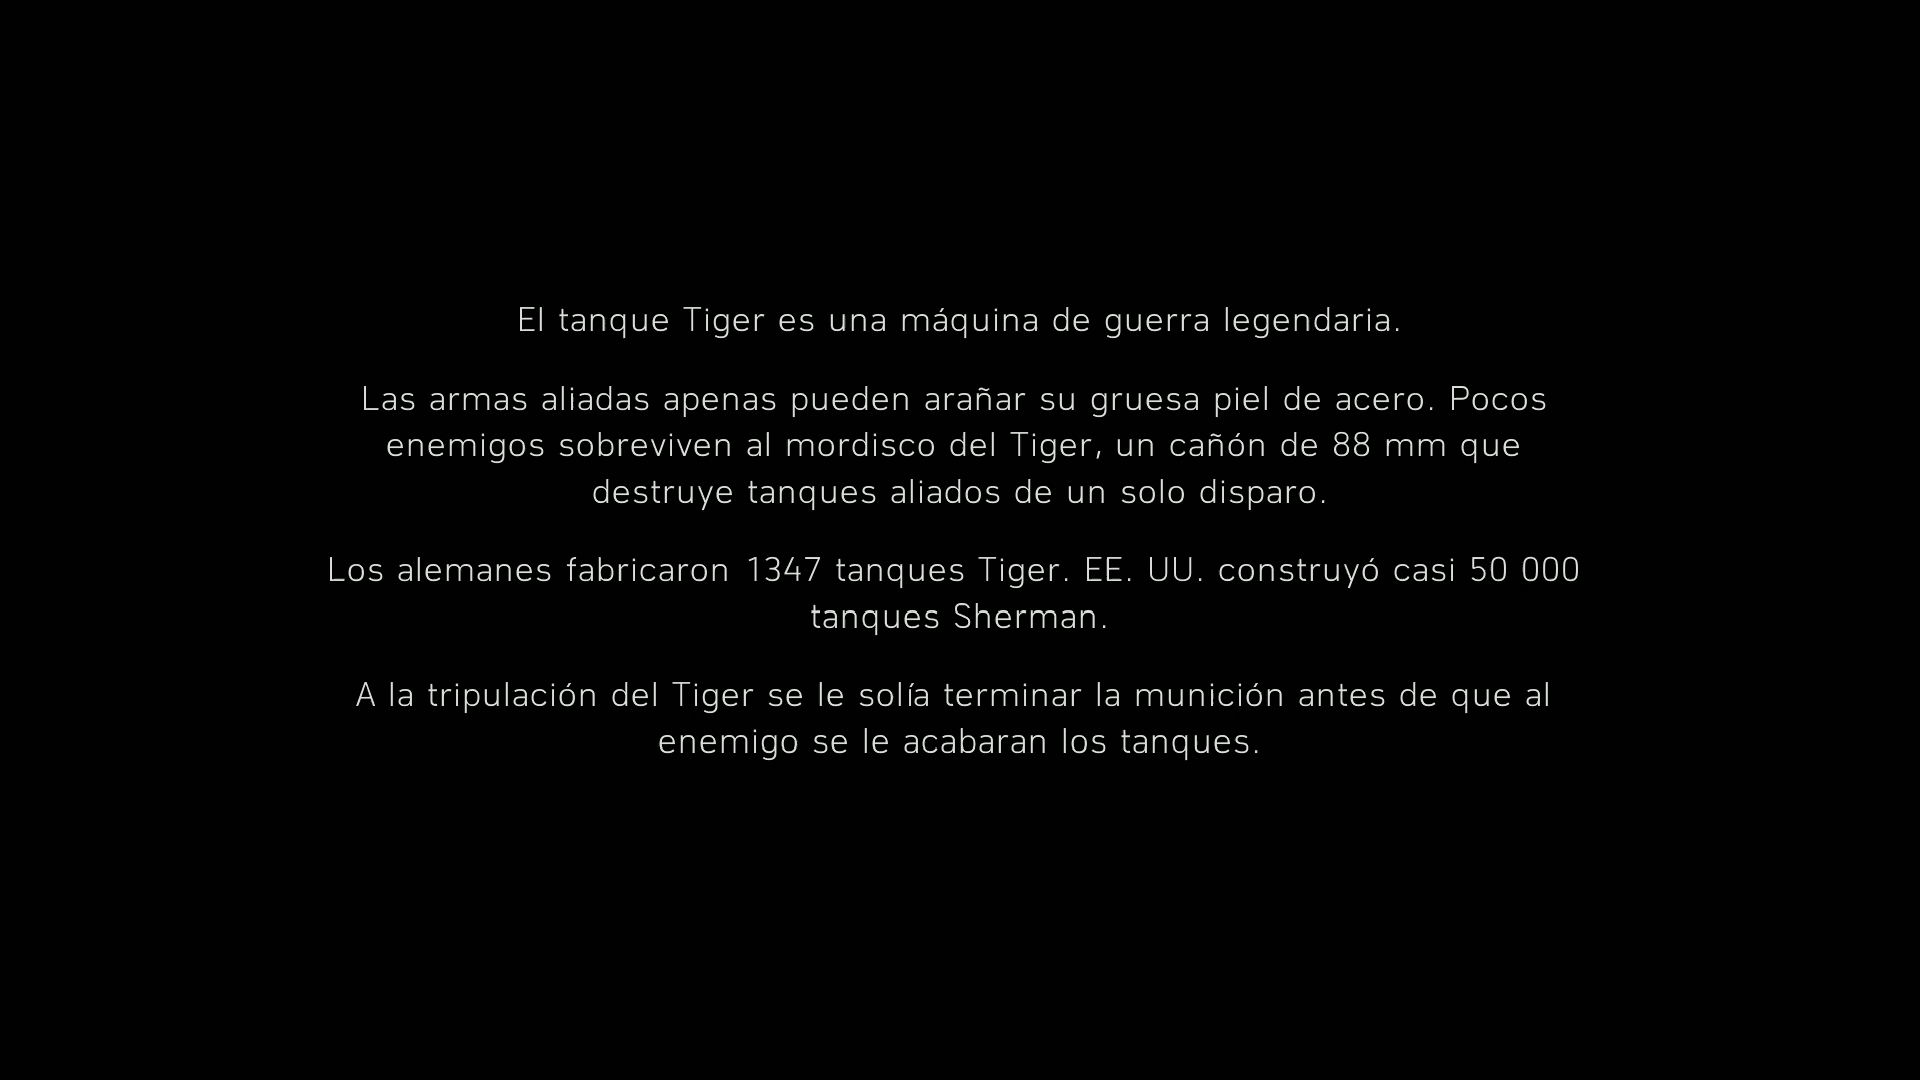 El tanque Tiger es una máquina de guerra legendaria.
Las armas aliadas apenas pueden arañar su gruesa piel de acero. Pocos
enemigos sobreviven al mordisco del Tiger, un cañón de 88 mm que
destruye tanques aliados de un solo disparo.
Los alemanes fabricaron 1347 tanques Tiger. EE. UU. construyó casi 50 000
tanques Sherman.
A la tripulación del Tiger se le solía terminar la munición antes de que al
enemigo se le acabaran los tanques.